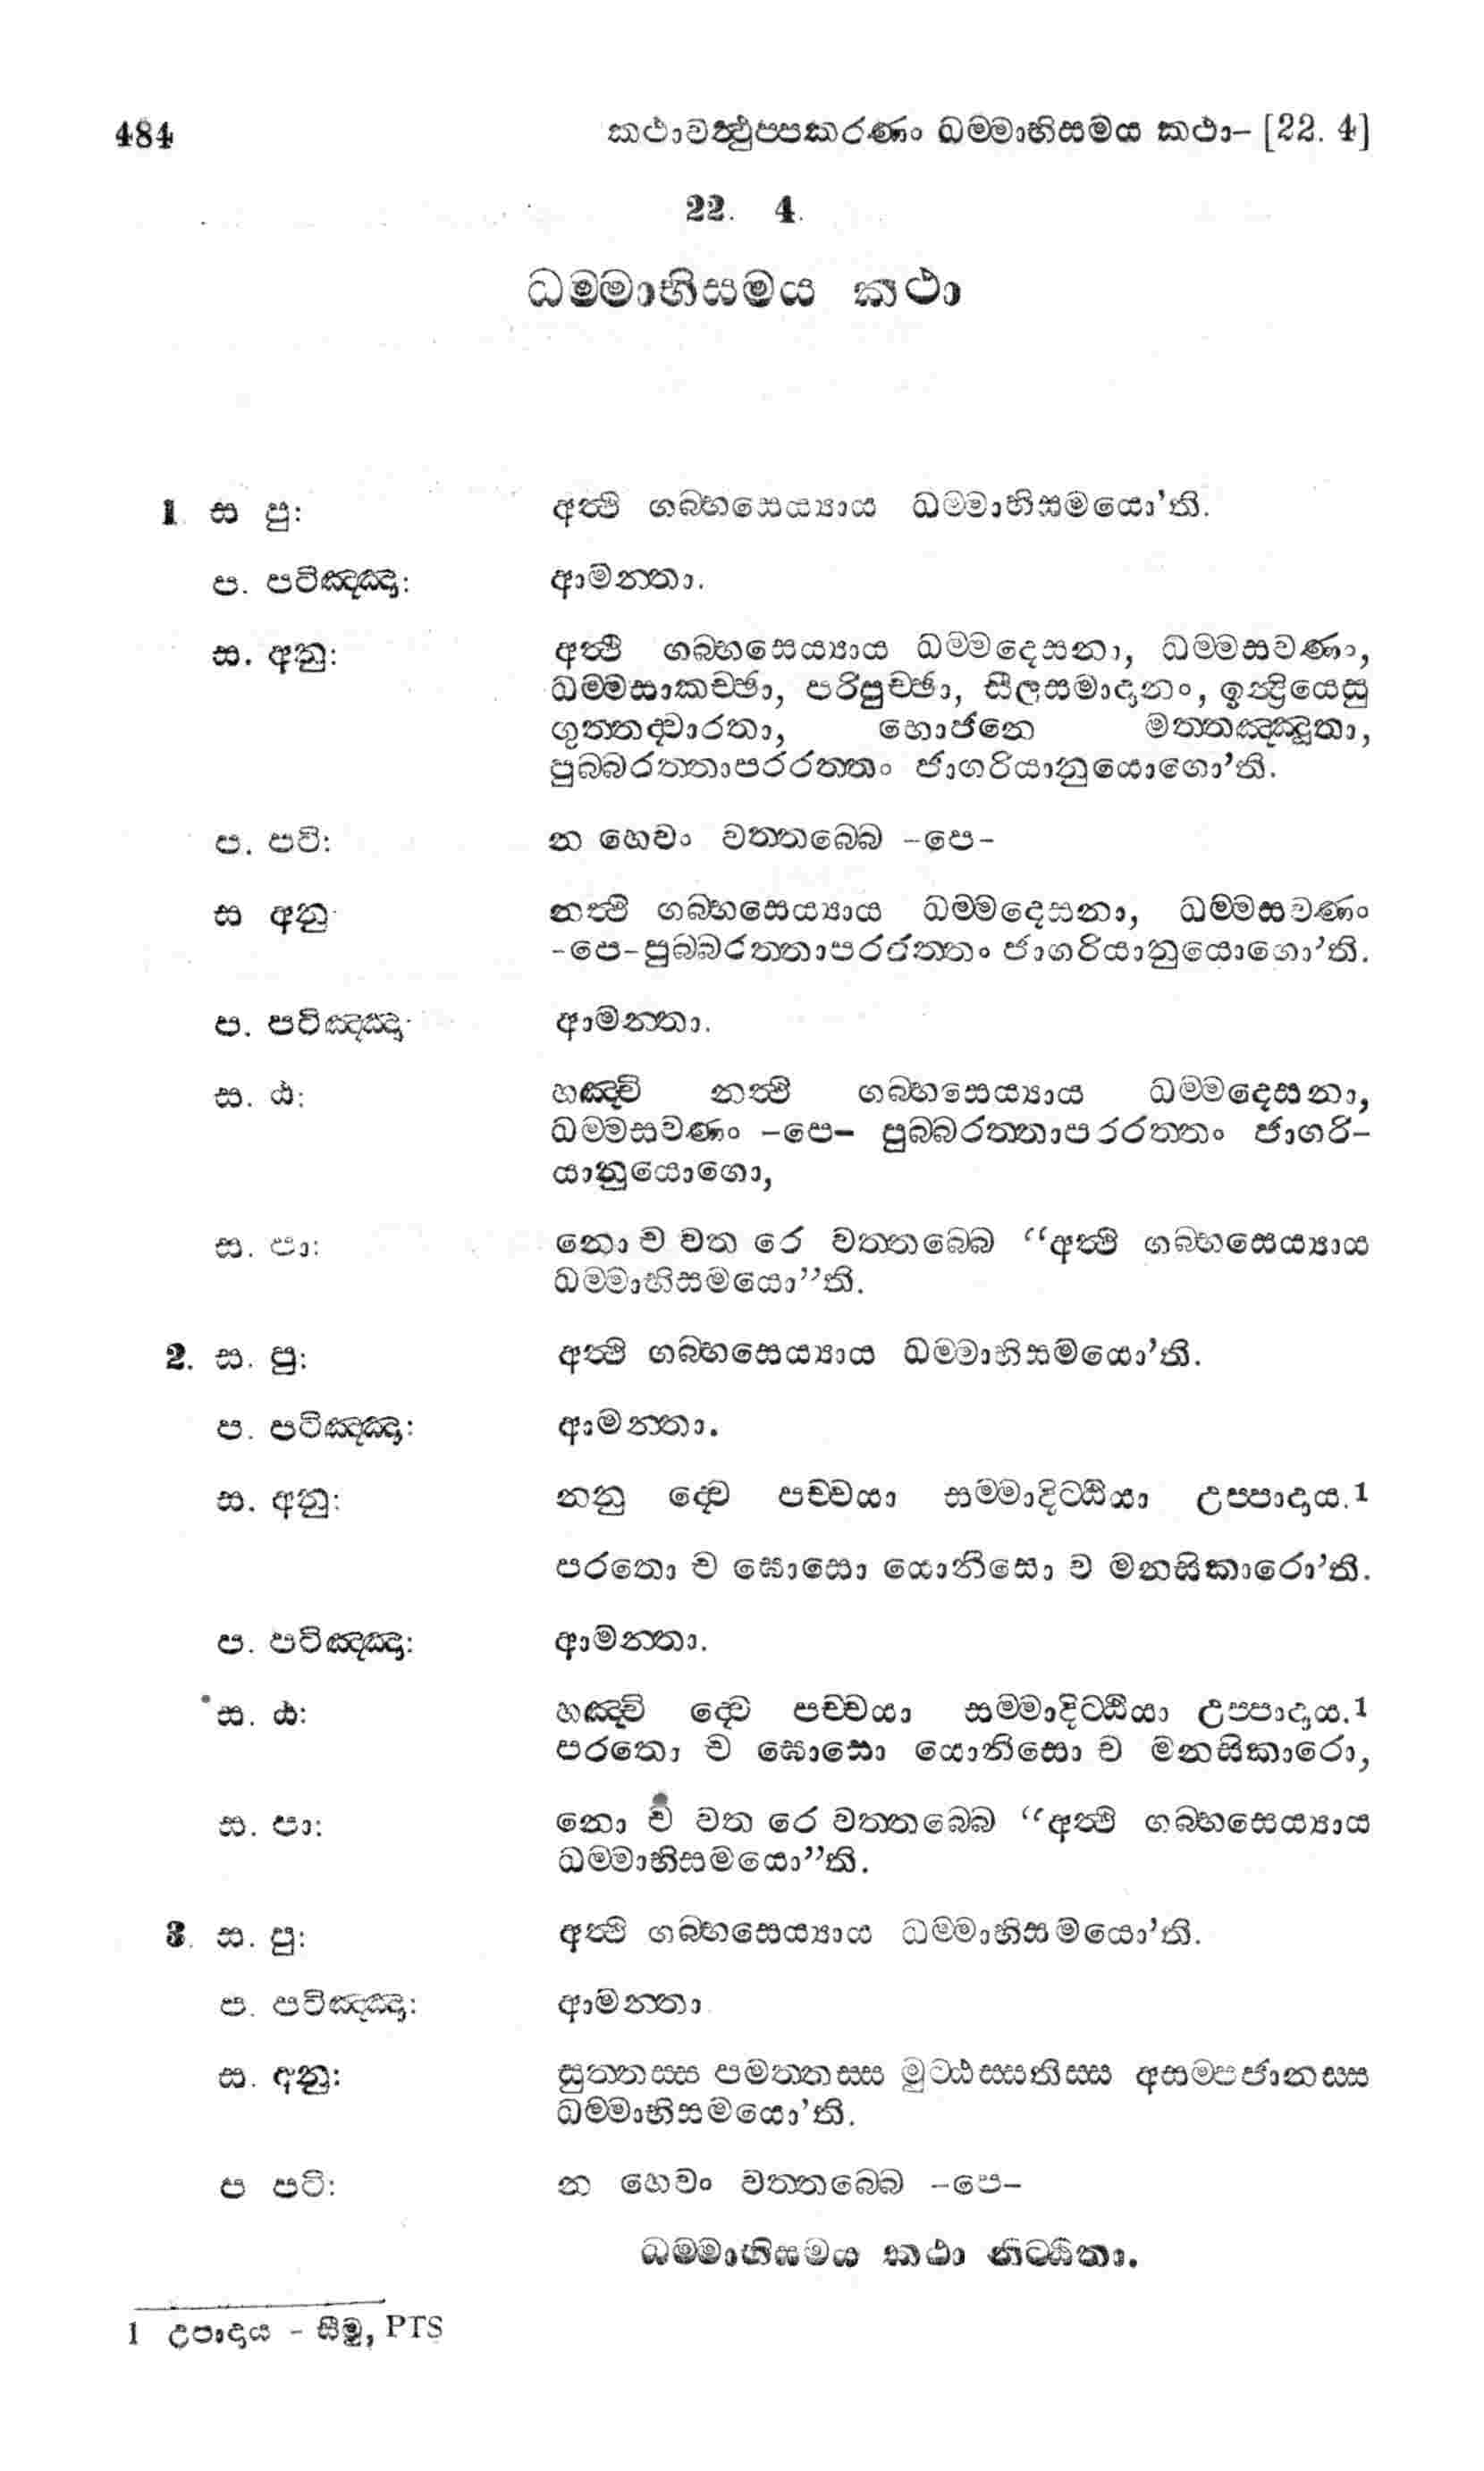 484 කථාවත්‍ථුප්පකරණං ධම්මාභිසමය කථා– [22. 4]
22. 4.
ධම්මාභිසමය කථා
1 ස පු: අත්‍ථි ගබ්භසෙය්‍යාය ධම්මාභිසමයො’ති.
ප. පටිඤ්ඤා: ආමන්තා.
ස. අනු: අත්‍ථි ගබ්භසෙය්‍යාය ධම්මදෙසනා, ධම්මසවණා,
ධම්මසාකච්ඡා, පරිපුච්ඡා, සීලසමාදානං, ඉන්‍ද්‍රියෙසු
ගුත්තද්වාරතා, භොජනෙ මත්තඤ්ඤුතා,
පුබ්බරත්තාපරරත්තං ජාගරියානුයොගො’ති.
ප. පටි: න හෙවං වත්තබ්බෙ -පෙ-
ස අනු නත්‍ථි ගබ්භසෙය්‍යාය ධම්මදෙසනා, ධම්මසවණං
-පෙ-පුබ්බරත්තාපරරත්තං ජාගරියානුයොගො’ති.
ප. පටිඤ්ඤා ආමන්තා.
ස. ඨ: හඤ්චි නත්‍ථි ගබ්භසෙය්‍යාය ධම්මදෙසනා,
ධම්මසවණං -පෙ- පුබ්බරත්තාපරරත්තං ජාගරි-
යානුයොගො,
ස. පා: නො ච වත රෙ වත්තබ්බෙ “අත්‍ථි ගබ්භසෙය්‍යාය
ධම්මාභිසමයො”ති.
2. ස. පු: අත්‍ථි ගබ්භසෙය්‍යාය ධම්මාභිසමයො’ති.
ප. පටිඤ්ඤා: ආමන්තා.
ස. අනු: නනු ද්වෙ පච්චයා සම්මාදිට්ඨියා උප්පාදාය.1
පරතො ච ඝොසො යොනිසො ච මනසිකාරො’ති.
ප. පටිඤ්ඤා: ආමන්තා.
ස. ඨ: හඤ්චි ද්වෙ පච්චයා සම්මාදිට්ඨියා උප්පාදාය.1
පරතො ච ඝොසො යොනිසො ච මනසිකාරො,
ස. පා: නො ච වත රෙ වත්තබ්බෙ “අත්‍ථි ගබ්භසෙය්‍යාය
ධම්මාභිසමයො”ති.
3. ස. පු: අත්‍ථි ගබ්භසෙය්‍යාය ධම්මාභිසමයො’ති.
ප. පටිඤ්ඤා: ආමන්තා
ස. අනු: සුත්තස්ස පමත්තස්ස මුට්ඨස්සතිස්ස අසම්පජානස්ස
ධම්මාභිසමයො’ති.
ප පටි: න හෙවං වත්තබ්බෙ -පෙ-
ධම්මාභිසමය කථා නිට්ඨිතා.
1 උපාදාය - සීමු, PTS